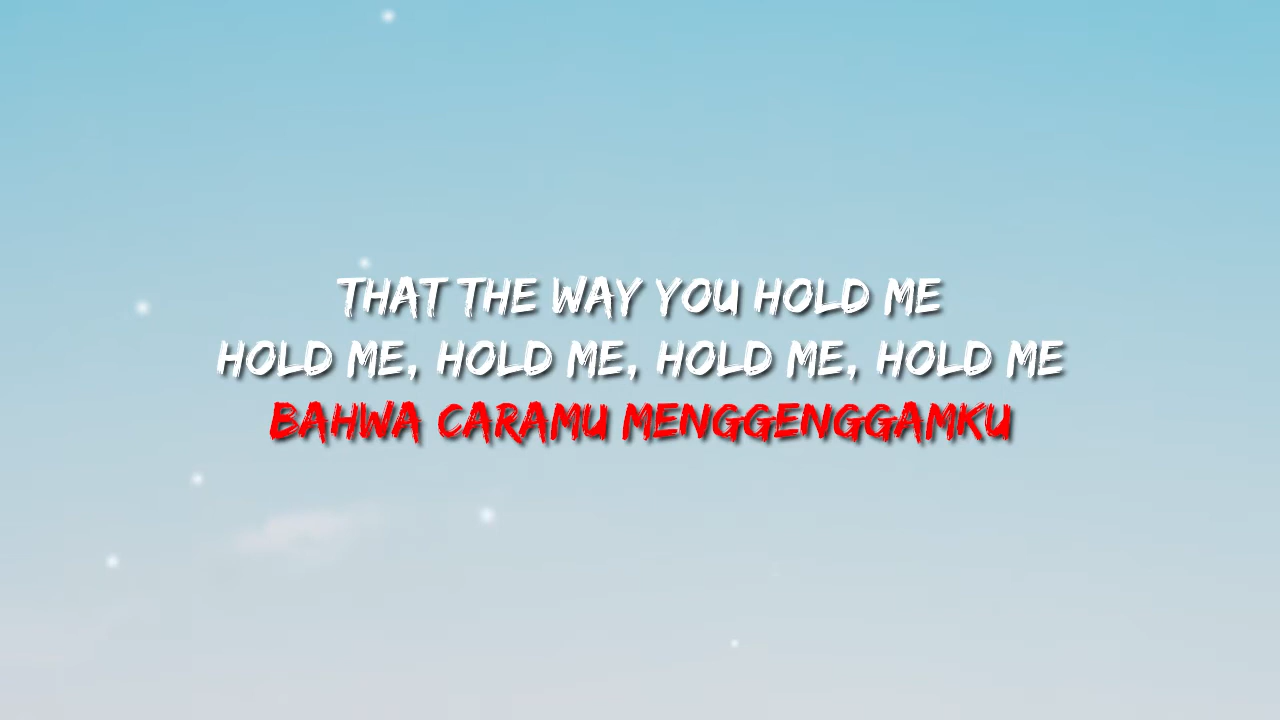 THAT THE WAY YOU HOLD ME
HOLD ME, HOLD ME, HOLD ME, HOLD ME
BAHWA CARAMU MENGGENGGAMKU